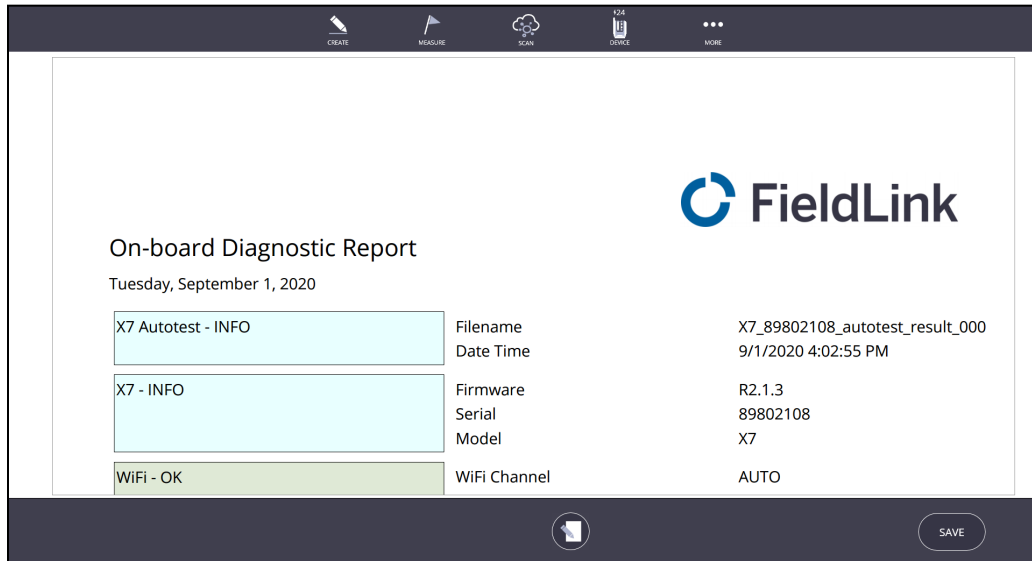 +24
CREATE
MEASURE
SCAN
DEVICE
MORE
FieldLink
On-board Diagnostic Report
Tuesday, September 1, 2020
X7 Autotest - INFO Filename X7_89802108_autotest_result_000
Date Time 9/1/2020 4:02:55 PM
X7 - INFO Firmware R2.1.3
Serial 89802108
Model X7
WiFi - OK WiFi Channel AUTO
SAVE